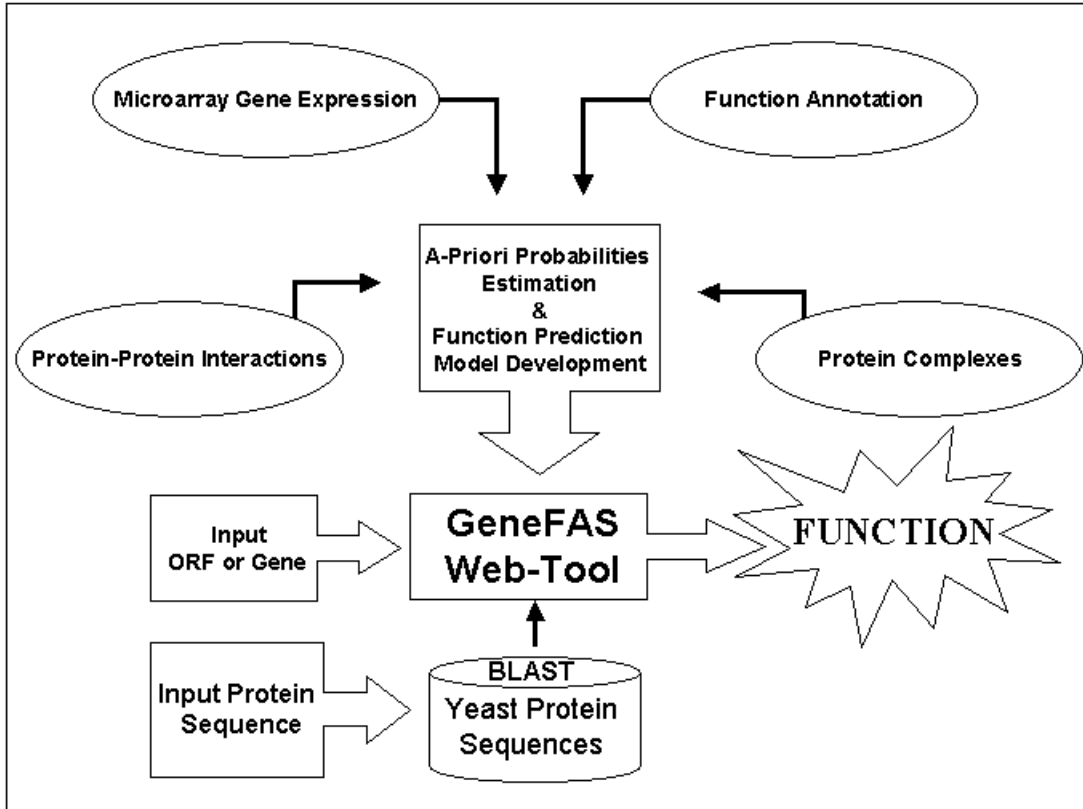 Microarray Gene Expression
Function Annotation
A-Priori Probabilities
Estimation
&
Function Prediction
Model Development
Protein-Protein Interactions
Protein Complexes
Input
ORF or Gene
GeneFAS
Web-Tool
FUNCTION
Input Protein
Sequence
BLAST
Yeast Protein
Sequences